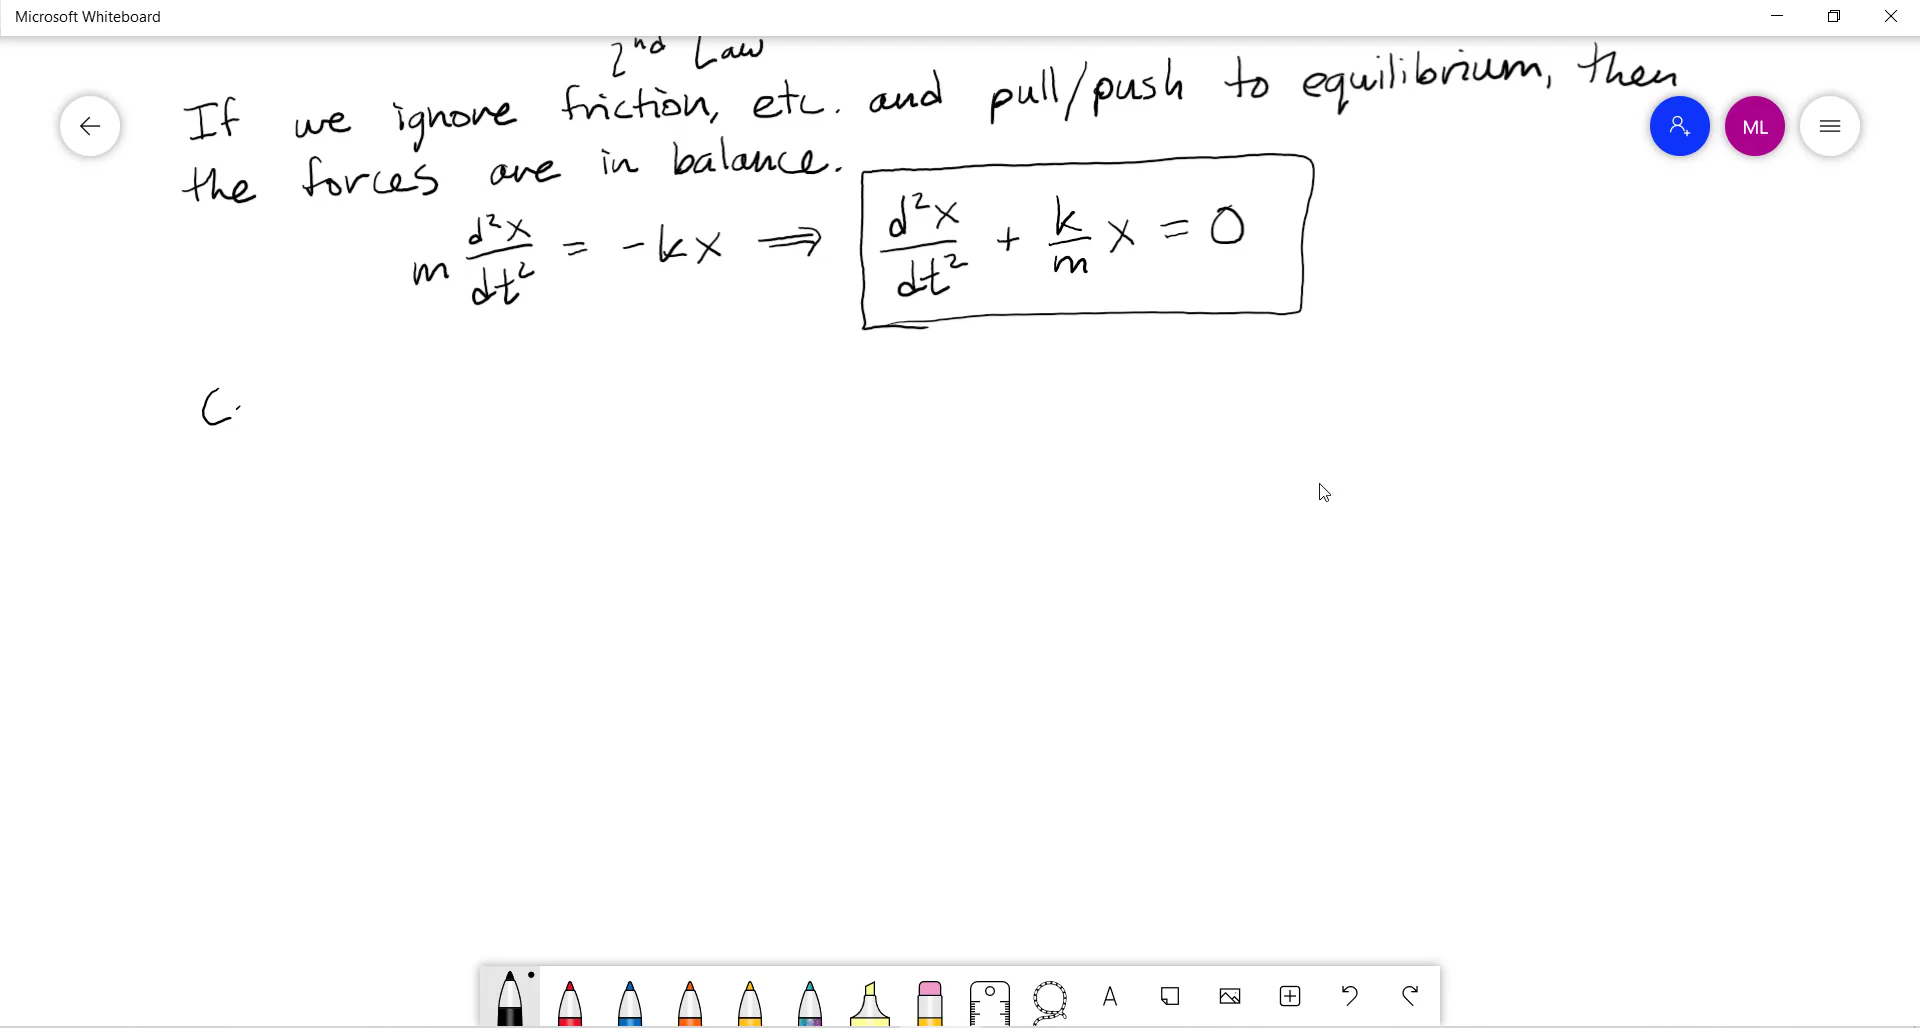 Microsoft Whiteboard
2nd Law
If we ignore friction, etc. and pull/push to equilibrium, then
the forces are in balance.
m d²x/dt² = -kx ⟹ d²x/dt² + k/m x = 0
C.
ML
A